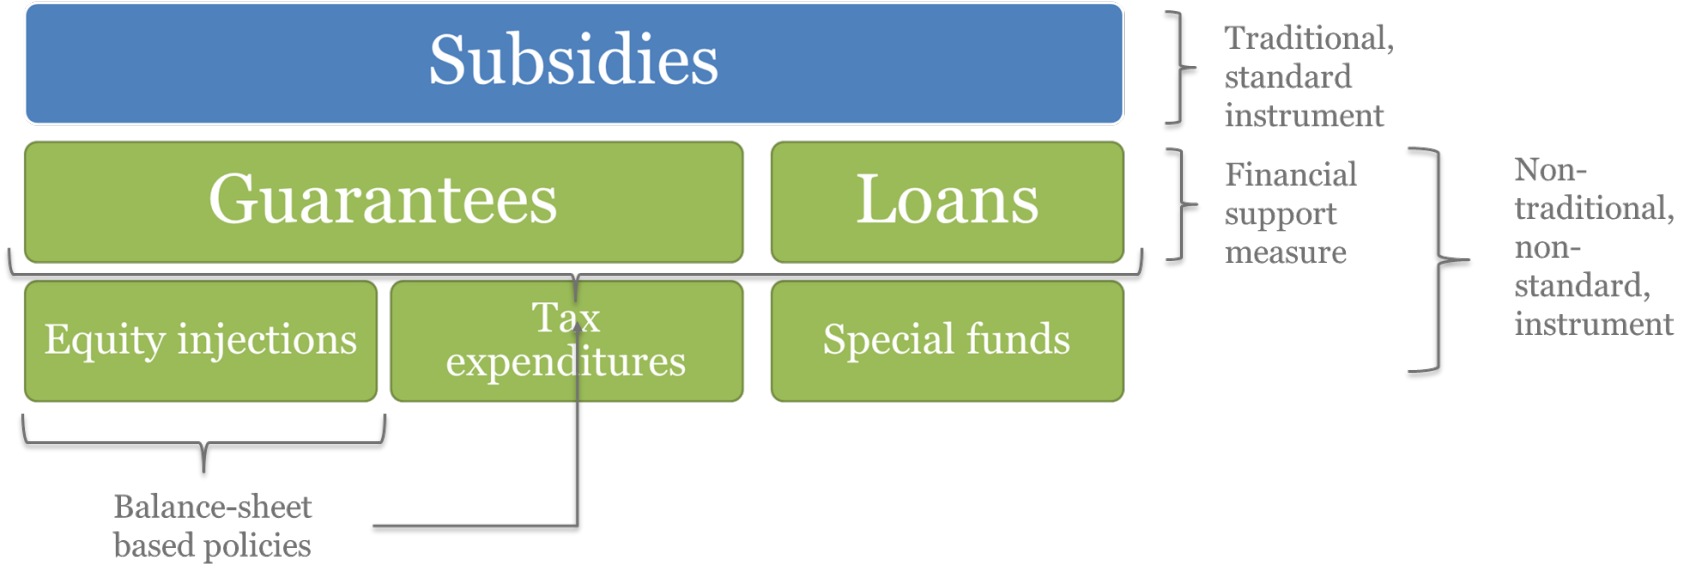 Subsidies
Traditional,
standard
instrument
Guarantees
Loans
Financial
support
measure
Non-
traditional,
non-
standard,
instrument
Equity injections
Tax
expenditures
Special funds
Balance-sheet
based policies